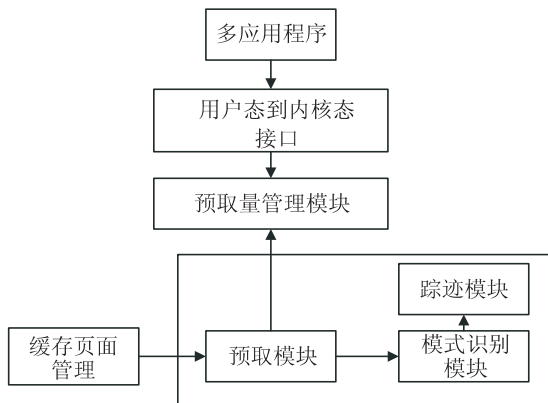 多应用程序
用户态到内核态
接口
预取量管理模块
踪迹模块
缓存页面
管理
预取模块
模式识别
模块